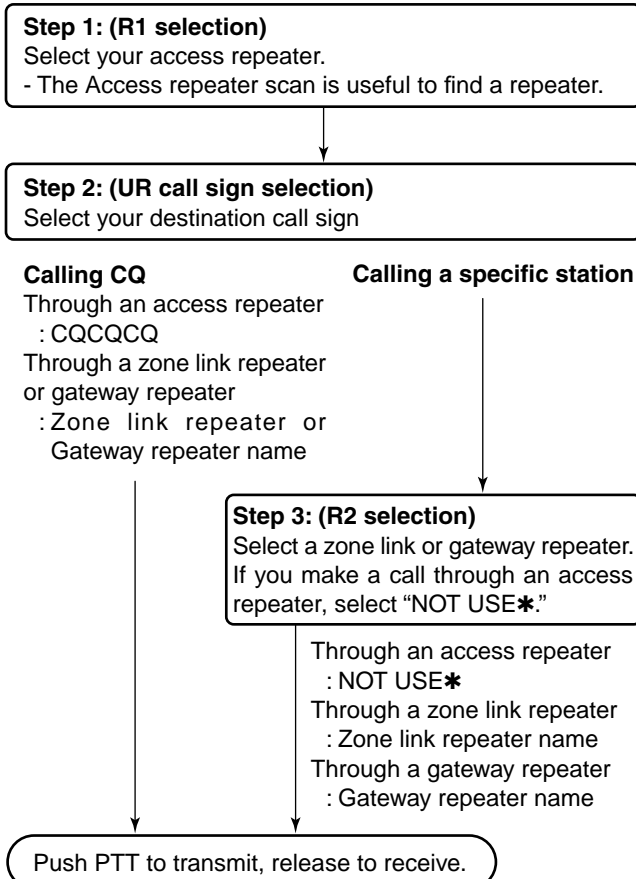 Step 1: (R1 selection)
Select your access repeater.
- The Access repeater scan is useful to find a repeater.
Step 2: (UR call sign selection)
Select your destination call sign
Calling CQ
Through an access repeater
: CQCQCQ
Through a zone link repeater
or gateway repeater
: Zone link repeater or
Gateway repeater name
Calling a specific station
Step 3: (R2 selection)
Select a zone link or gateway repeater.
If you make a call through an access
repeater, select “NOT USE✱.”
Through an access repeater
: NOT USE✱
Through a zone link repeater
: Zone link repeater name
Through a gateway repeater
: Gateway repeater name
Push PTT to transmit, release to receive.